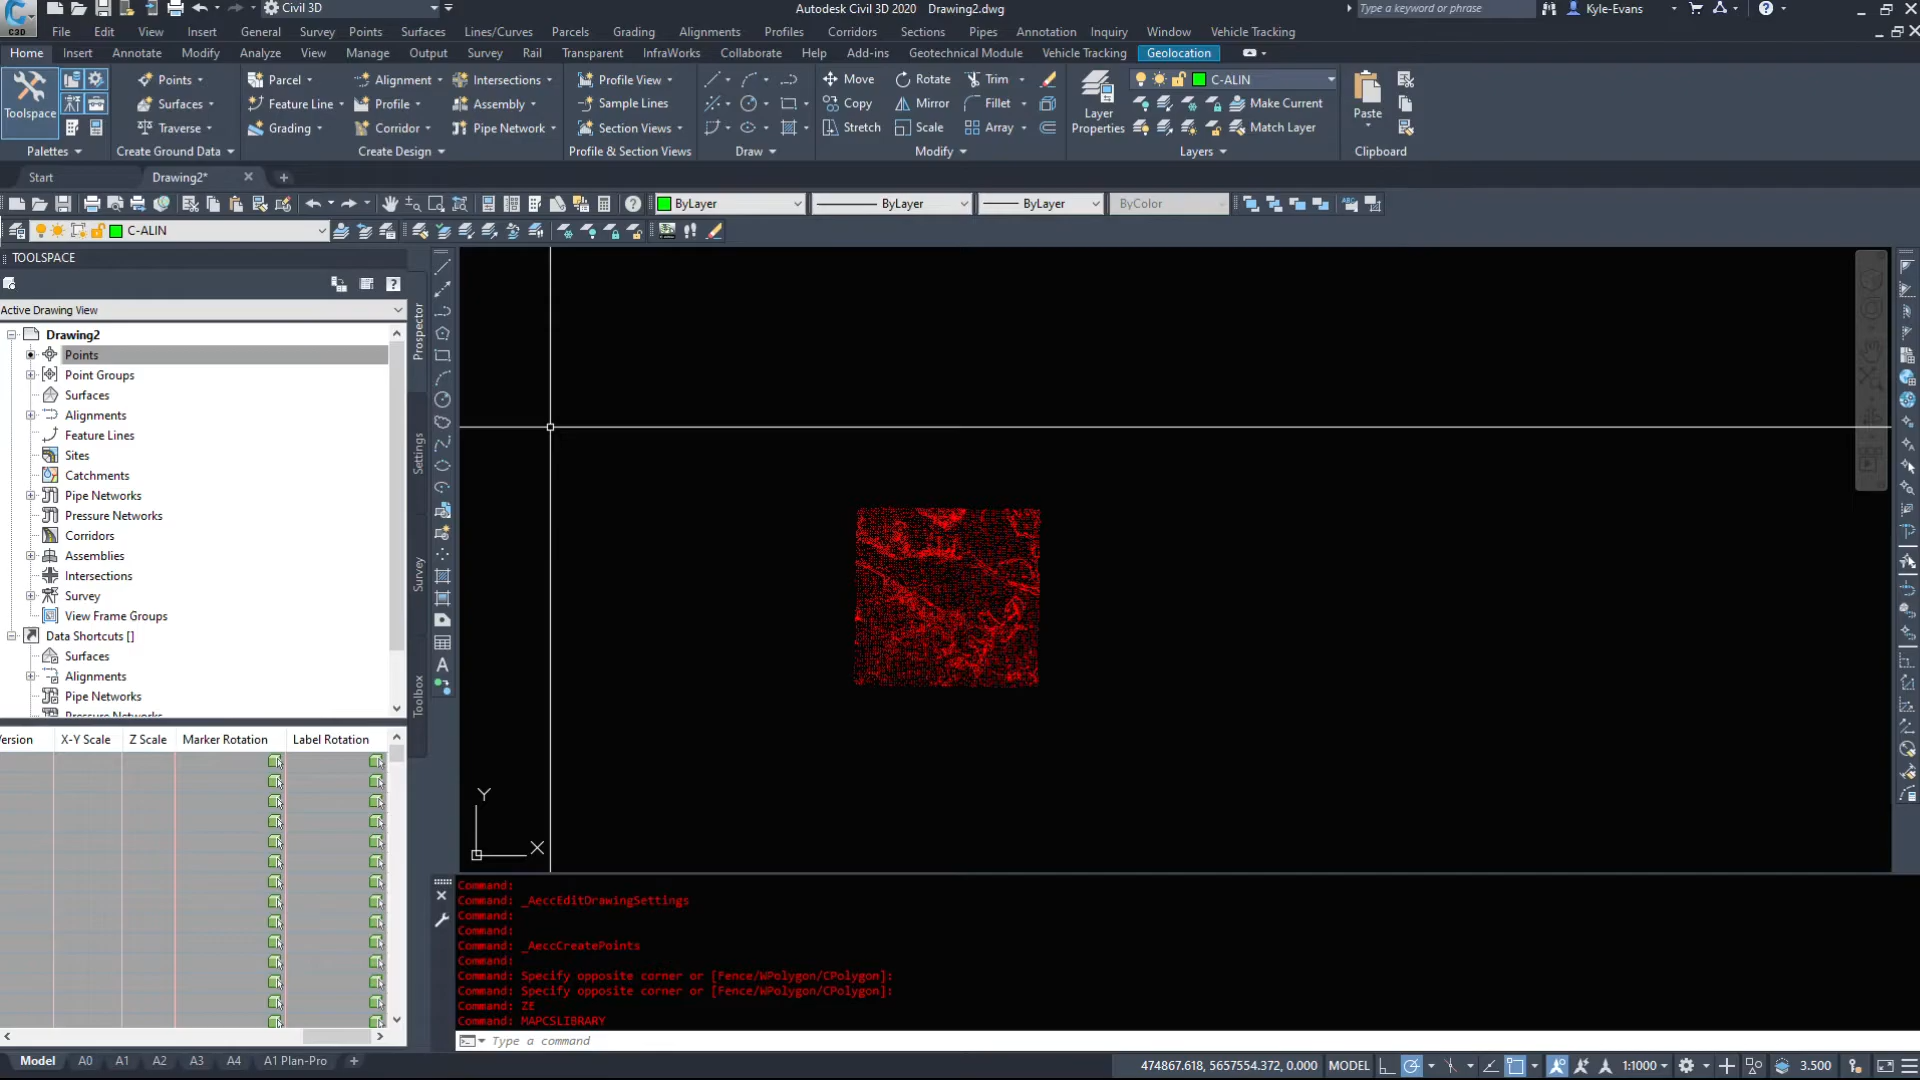 Civil 3D
Autodesk Civil 3D 2020 Drawing2.dwg
Type a keyword or phrase
Kyle-Evans
C3D
File Edit View Insert General Survey Points Surfaces Lines/Curves Parcels Grading Alignments Profiles Corridors Sections Pipes Annotation Inquiry Window Vehicle Tracking
Home Insert Annotate Modify Analyze View Manage Output Survey Rail Transparent InfraWorks Collaborate Help Add-ins Geotechnical Module Vehicle Tracking Geolocation
Points Parcel Alignment Intersections Profile View Move Rotate Trim C-ALIN
Toolspace Surfaces Feature Line Profile Assembly Sample Lines Copy Mirror Fillet Layer Properties Make Current Paste
Traverse Grading Corridor Pipe Network Section Views Stretch Scale Array Match Layer
Palettes Create Ground Data Create Design Profile & Section Views Draw Modify Layers Clipboard
Start Drawing2*
ByLayer ByLayer ByLayer ByColor
C-ALIN
TOOLSPACE
Active Drawing View
Drawing2
Points
Point Groups
Surfaces
Alignments
Feature Lines
Sites
Catchments
Pipe Networks
Pressure Networks
Corridors
Assemblies
Intersections
Survey
View Frame Groups
Data Shortcuts []
Surfaces
Alignments
Pipe Networks
Pressure Networks
Prospector
Settings
Survey
Toolbox
ersion X-Y Scale Z Scale Marker Rotation Label Rotation
Y
X
Command:
Command: _AeccEditDrawingSettings
Command:
Command:
Command: _AeccCreatePoints
Command:
Command: Specify opposite corner or [Fence/WPolygon/CPolygon]:
Command: Specify opposite corner or [Fence/WPolygon/CPolygon]:
Command: ZE
Command: MAPCSLIBRARY
Type a command
Model A0 A1 A2 A3 A4 A1 Plan-Pro
474867.618, 5657554.372, 0.000 MODEL 1:1000 3.500